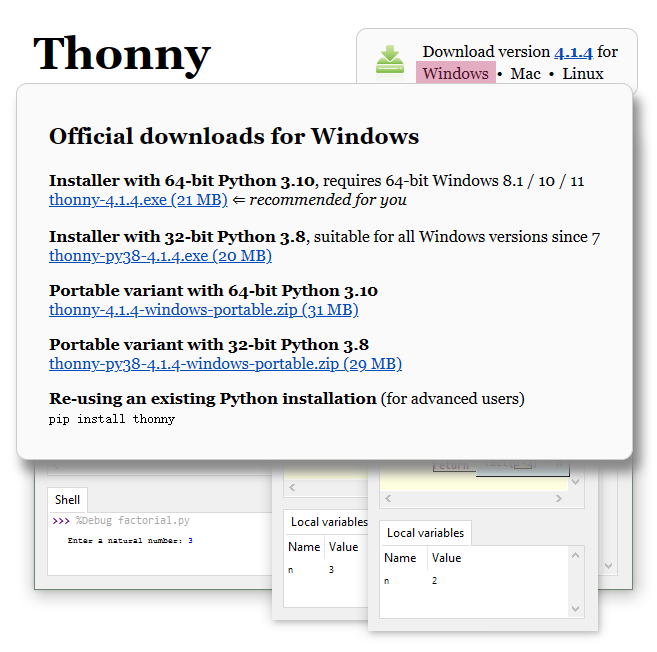 Thonny
Download version 4.1.4 for
Windows • Mac • Linux
Official downloads for Windows
Installer with 64-bit Python 3.10, requires 64-bit Windows 8.1 / 10 / 11
thonny-4.1.4.exe (21 MB) ⇐ recommended for you
Installer with 32-bit Python 3.8, suitable for all Windows versions since 7
thonny-py38-4.1.4.exe (20 MB)
Portable variant with 64-bit Python 3.10
thonny-4.1.4-windows-portable.zip (31 MB)
Portable variant with 32-bit Python 3.8
thonny-py38-4.1.4-windows-portable.zip (29 MB)
Re-using an existing Python installation (for advanced users)
pip install thonny
return
Shell
>>> %Debug factorial.py
Enter a natural number: 3
Local variables
Name Value
n 3
Local variables
Name Value
n 2